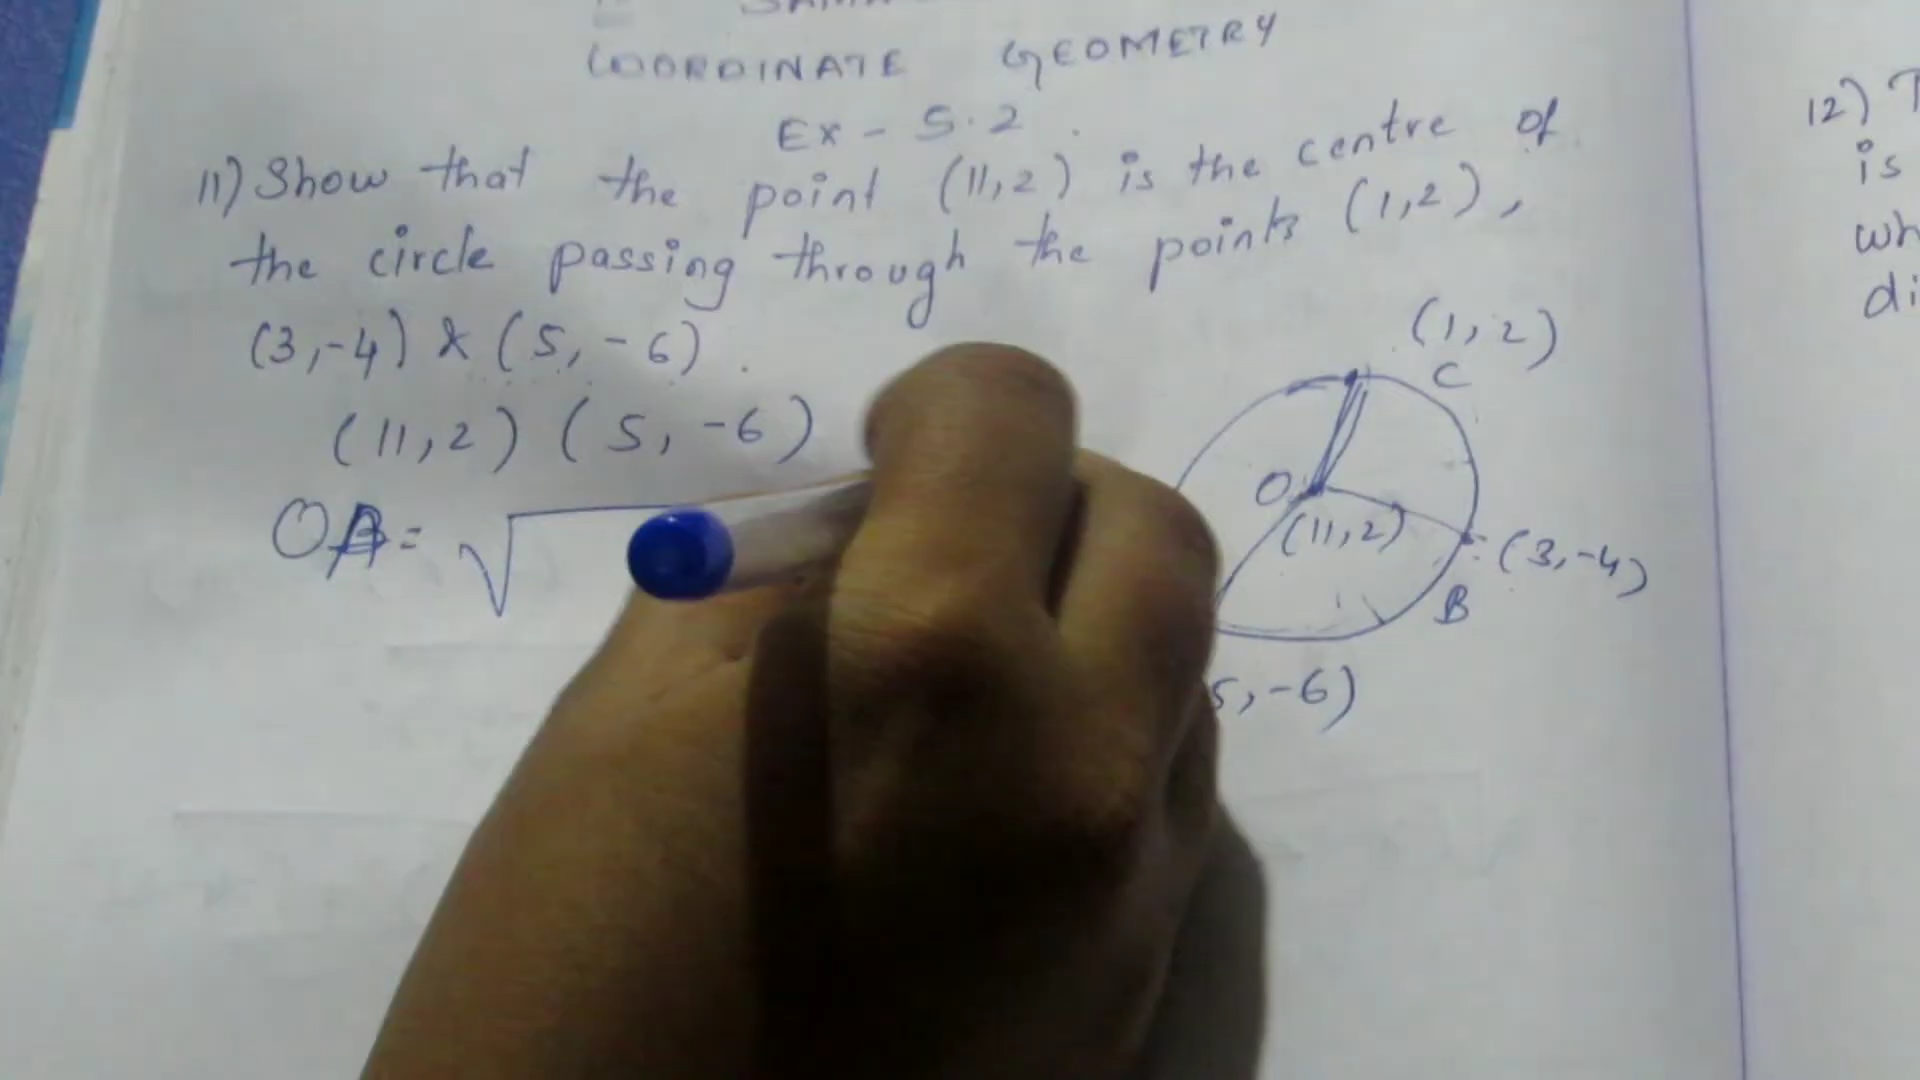 COORDINATE GEOMETRY
Ex - 5.2
11) Show that the point (11,2) is the centre of
the circle passing through the points (1,2),
(3,-4) & (5,-6).
(11,2) (5,-6)
OA = √
(1,2)
C
O
(11,2)
(3,-4)
B
5,-6)
12)
is